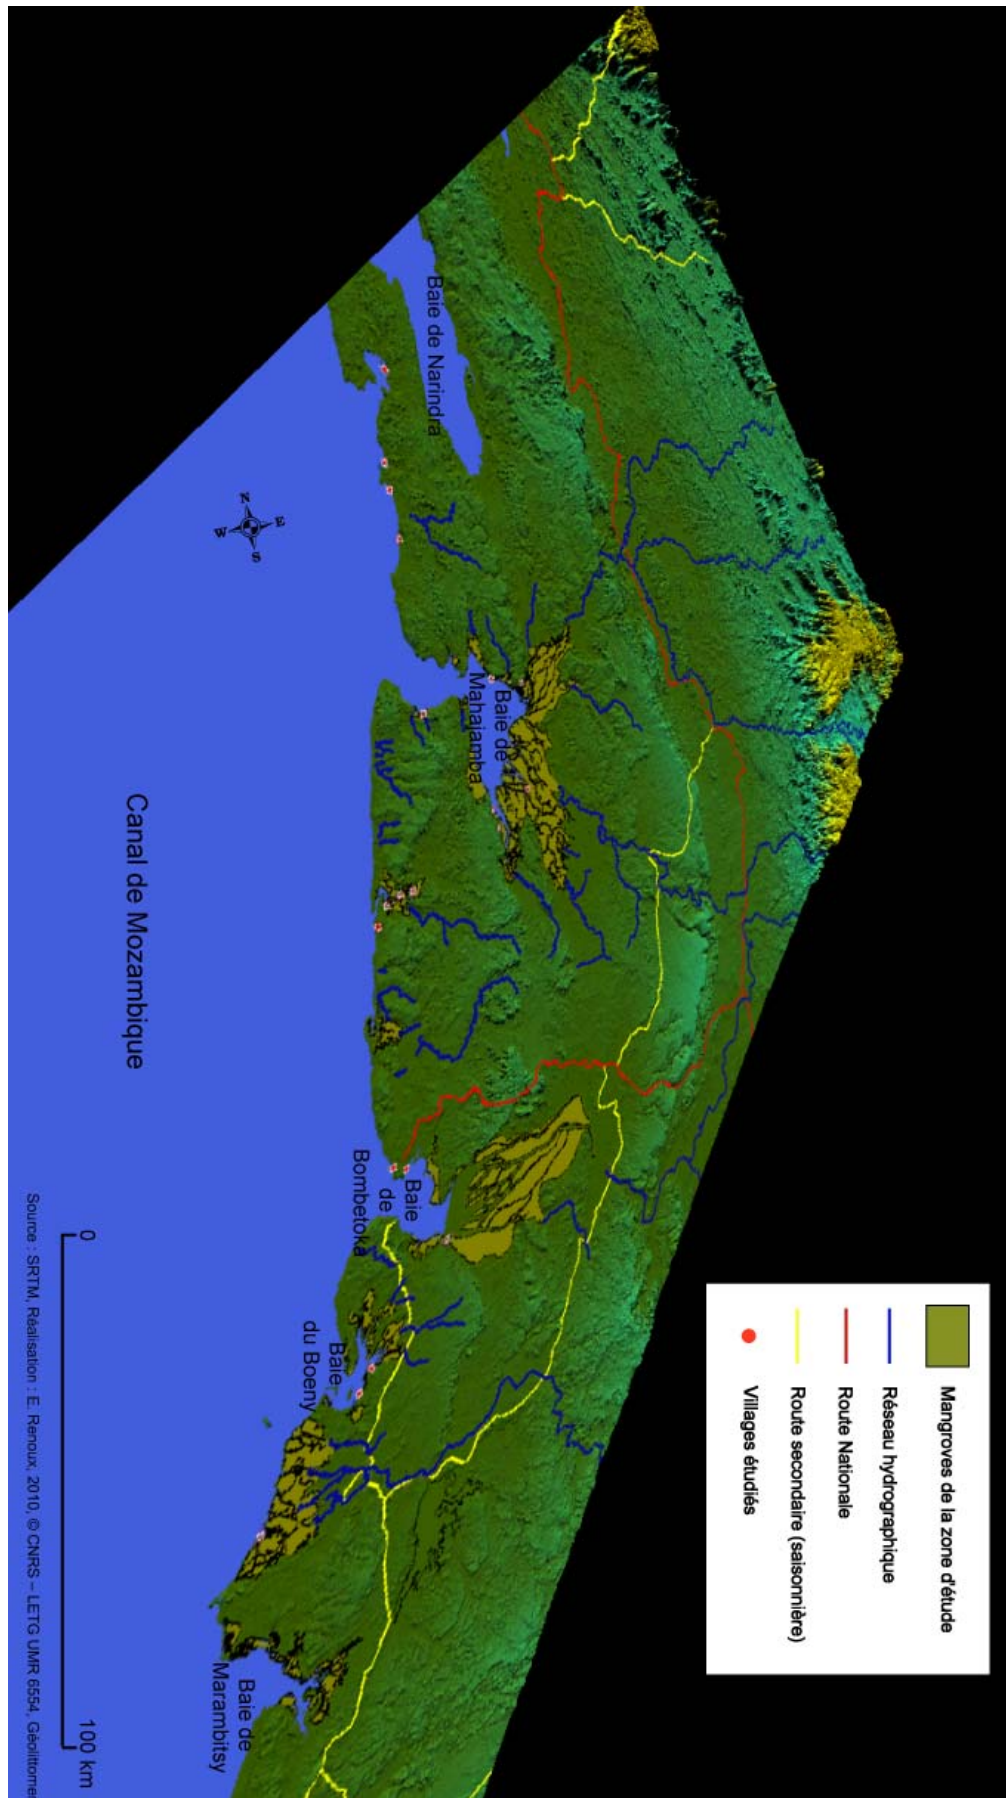 Baie de Narindra
N
E
S
W
Baie de
Mahajamba
Canal de Mozambique
Baie
de
Bombetoka
Baie
du Boeny
Baie de
Marambitsy
Mangroves de la zone d'étude
Réseau hydrographique
Route Nationale
Route secondaire (saisonnière)
Villages étudiés
0
100 km
Source : SRTM, Réalisation : E. Renoux, 2010, © CNRS – LETG UMR 6554, Géolittomer